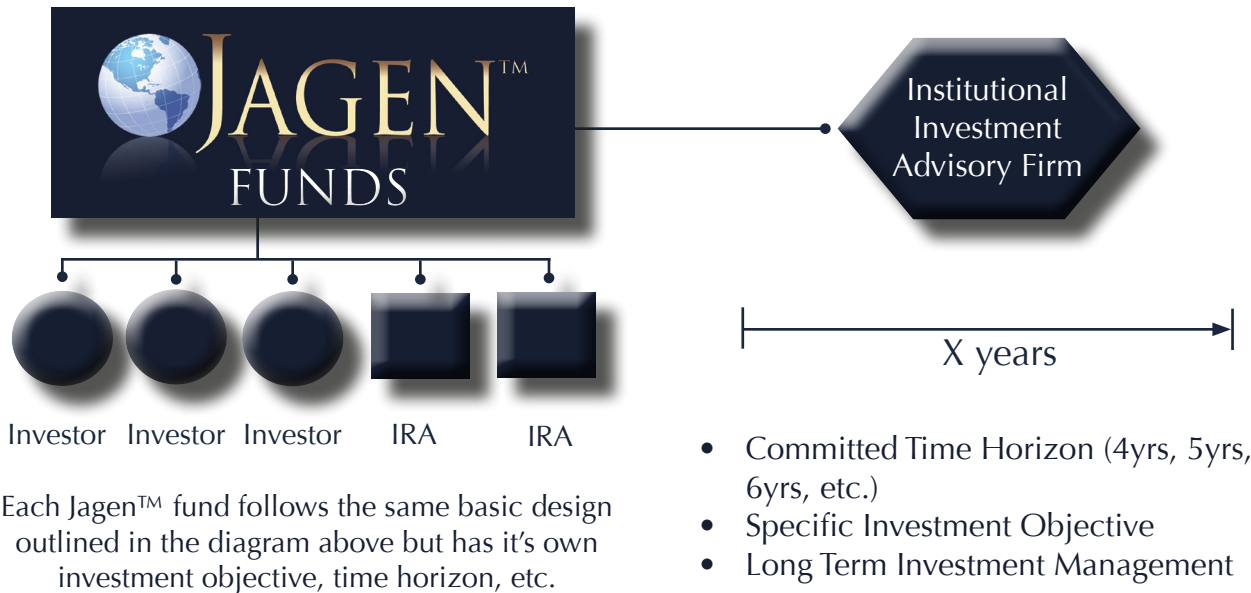 JAGEN™
FUNDS
Institutional
Investment
Advisory Firm
Investor Investor Investor IRA IRA
Each Jagen™ fund follows the same basic design
outlined in the diagram above but has it's own
investment objective, time horizon, etc.
X years
• Committed Time Horizon (4yrs, 5yrs,
6yrs, etc.)
• Specific Investment Objective
• Long Term Investment Management